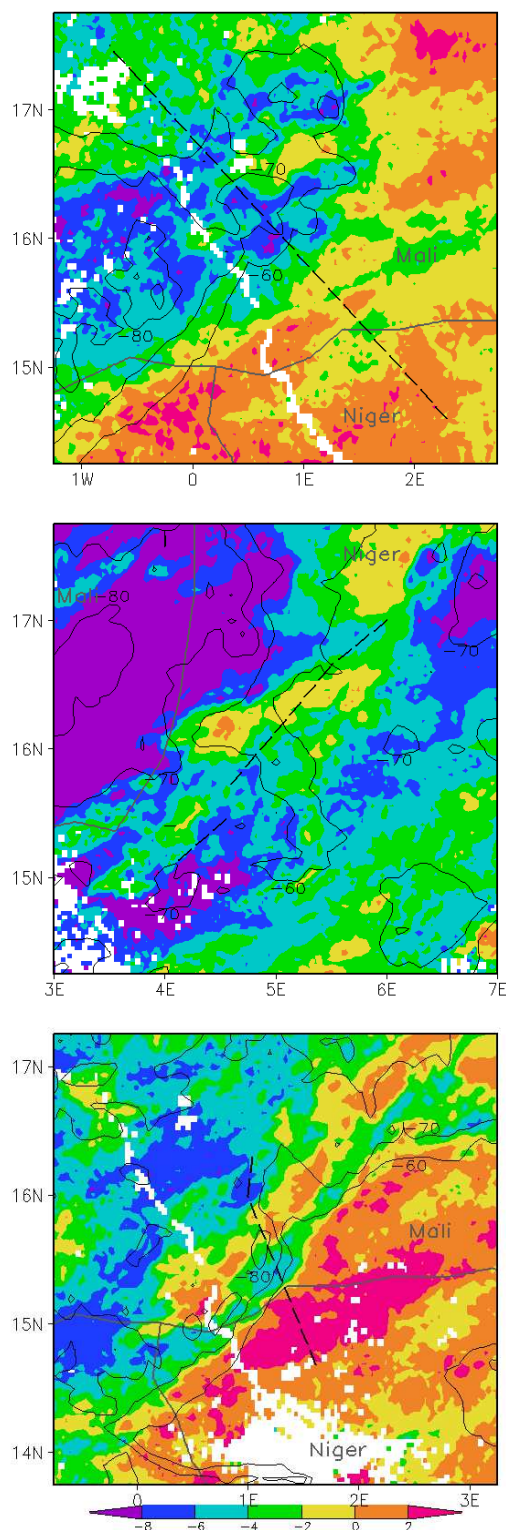 17N
-70
16N
Mali
-60
-80
15N
Niger
1W 0 1E 2E
Niger
Mali -80
17N
-70
16N
-70 -70
15N
-60
-70
3E 4E 5E 6E 7E
17N
-70
-60
16N
Mali
-80
15N
14N
Niger
0 1E 2E 3E
-8 -6 -4 -2 0 2